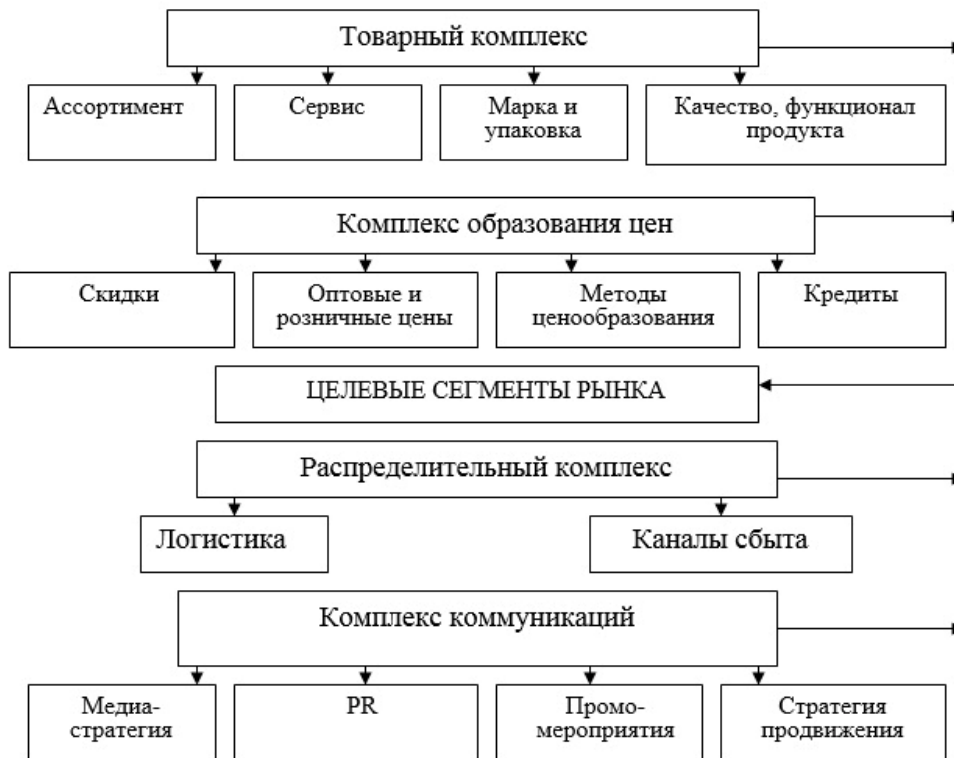 Товарный комплекс
Ассортимент
Сервис
Марка и
упаковка
Качество, функционал
продукта
Комплекс образования цен
Скидки
Оптовые и
розничные цены
Методы
ценообразования
Кредиты
ЦЕЛЕВЫЕ СЕГМЕНТЫ РЫНКА
Распределительный комплекс
Логистика
Каналы сбыта
Комплекс коммуникаций
Медиа-
стратегия
PR
Промо-
мероприятия
Стратегия
продвижения